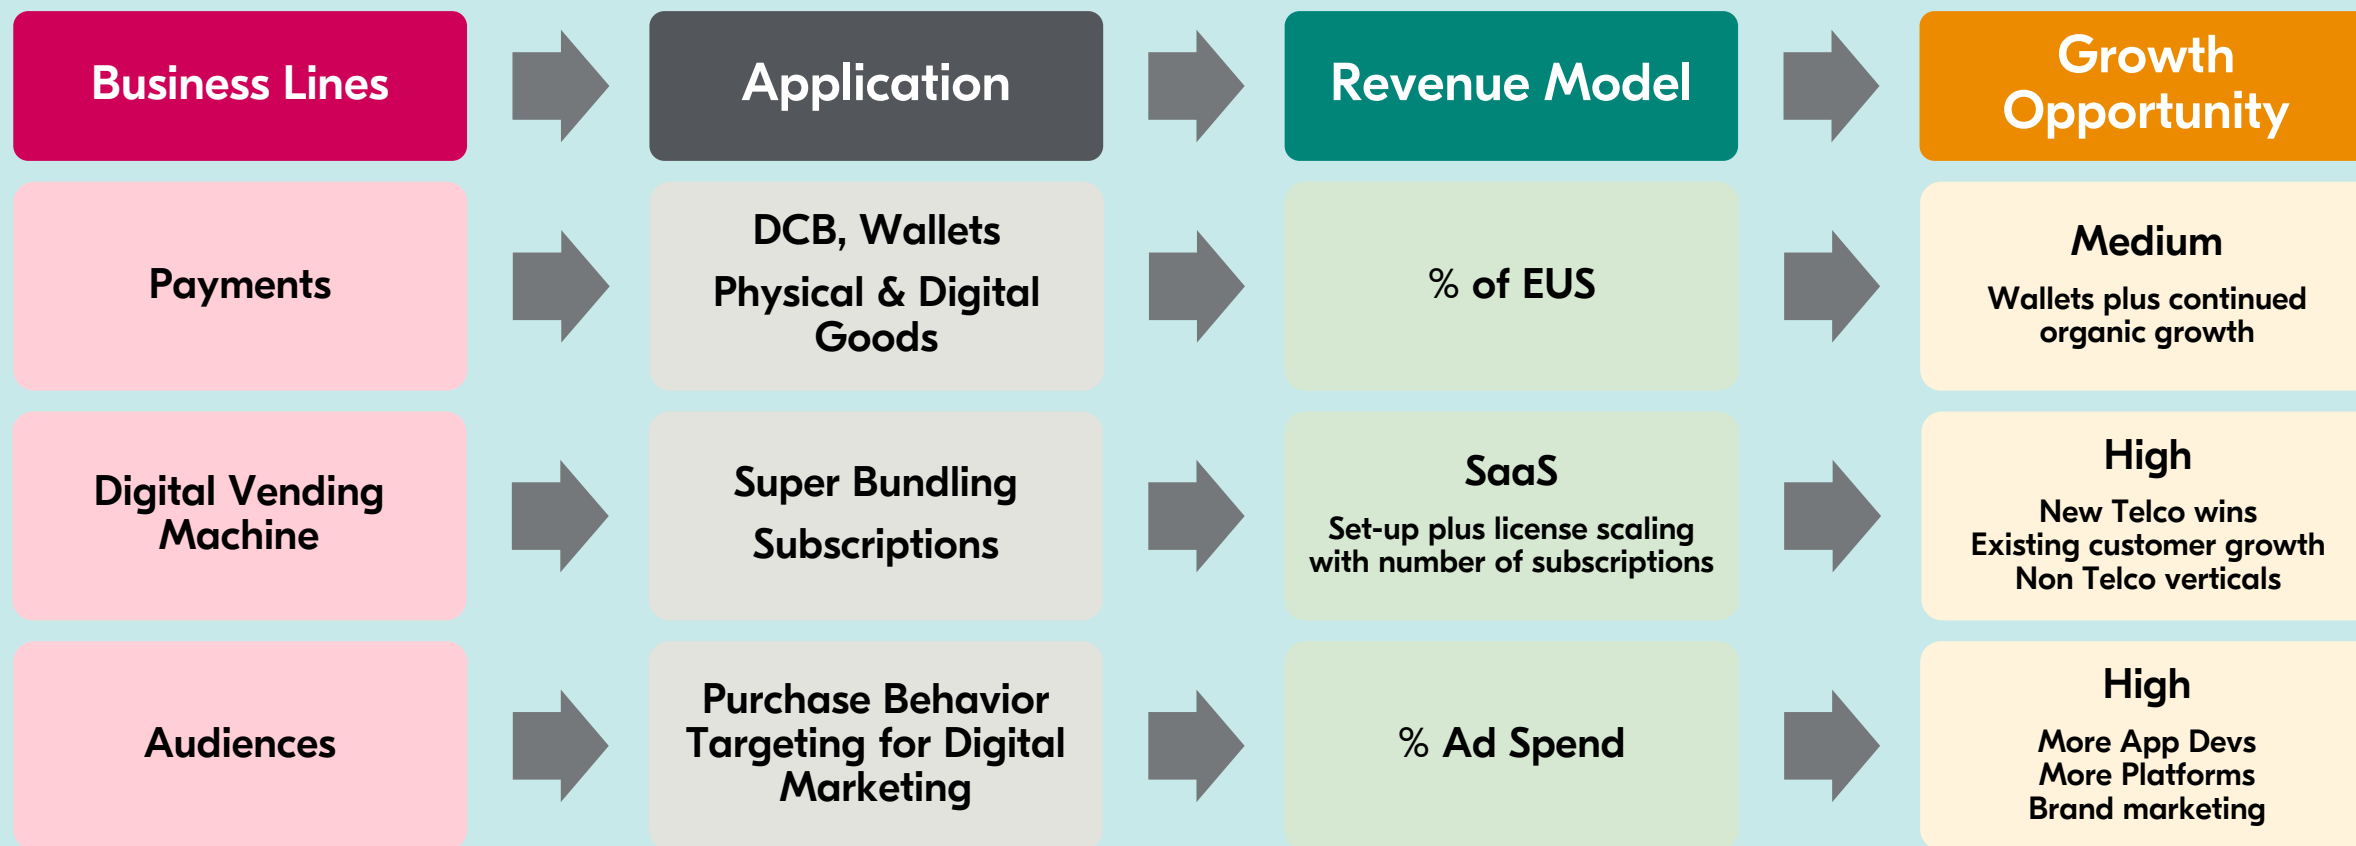 Business Lines
Application
Revenue Model
Growth
Opportunity
Payments
DCB, Wallets
Physical & Digital
Goods
% of EUS
Medium
Wallets plus continued
organic growth
Digital Vending
Machine
Super Bundling
Subscriptions
SaaS
Set-up plus license scaling
with number of subscriptions
High
New Telco wins
Existing customer growth
Non Telco verticals
Audiences
Purchase Behavior
Targeting for Digital
Marketing
% Ad Spend
High
More App Devs
More Platforms
Brand marketing